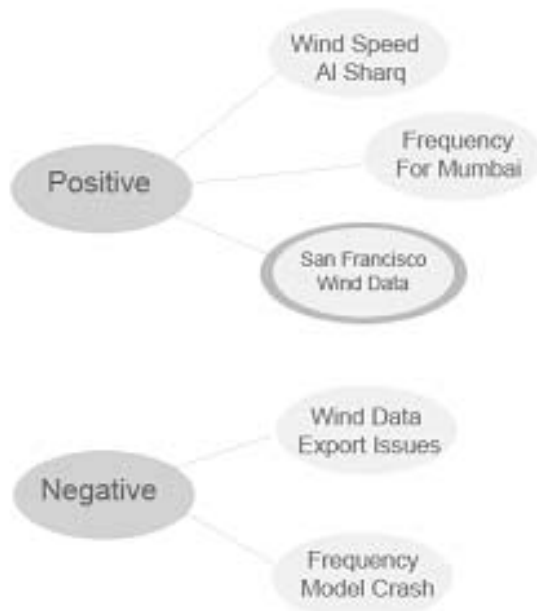 Wind Speed
Al Sharq
Positive
Frequency
For Mumbai
San Francisco
Wind Data
Wind Data
Export Issues
Negative
Frequency
Model Crash